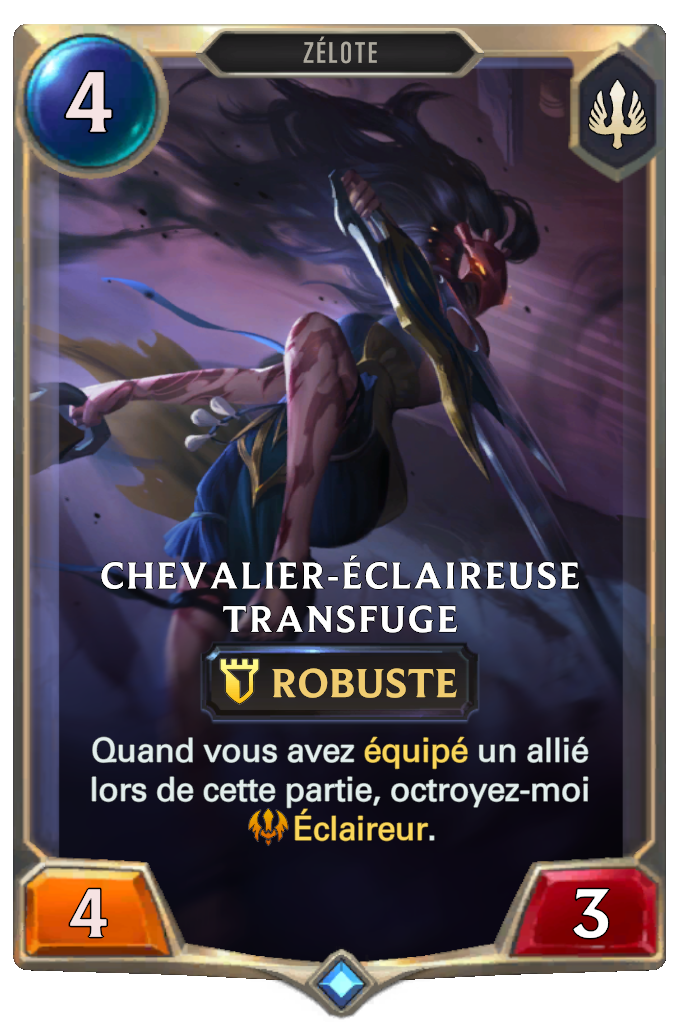 ZÉLOTE
4
CHEVALIER-ÉCLAIREUSE
TRANSFUGE
ROBUSTE
Quand vous avez équipé un allié
lors de cette partie, octroyez-moi
Éclaireur.
4
3